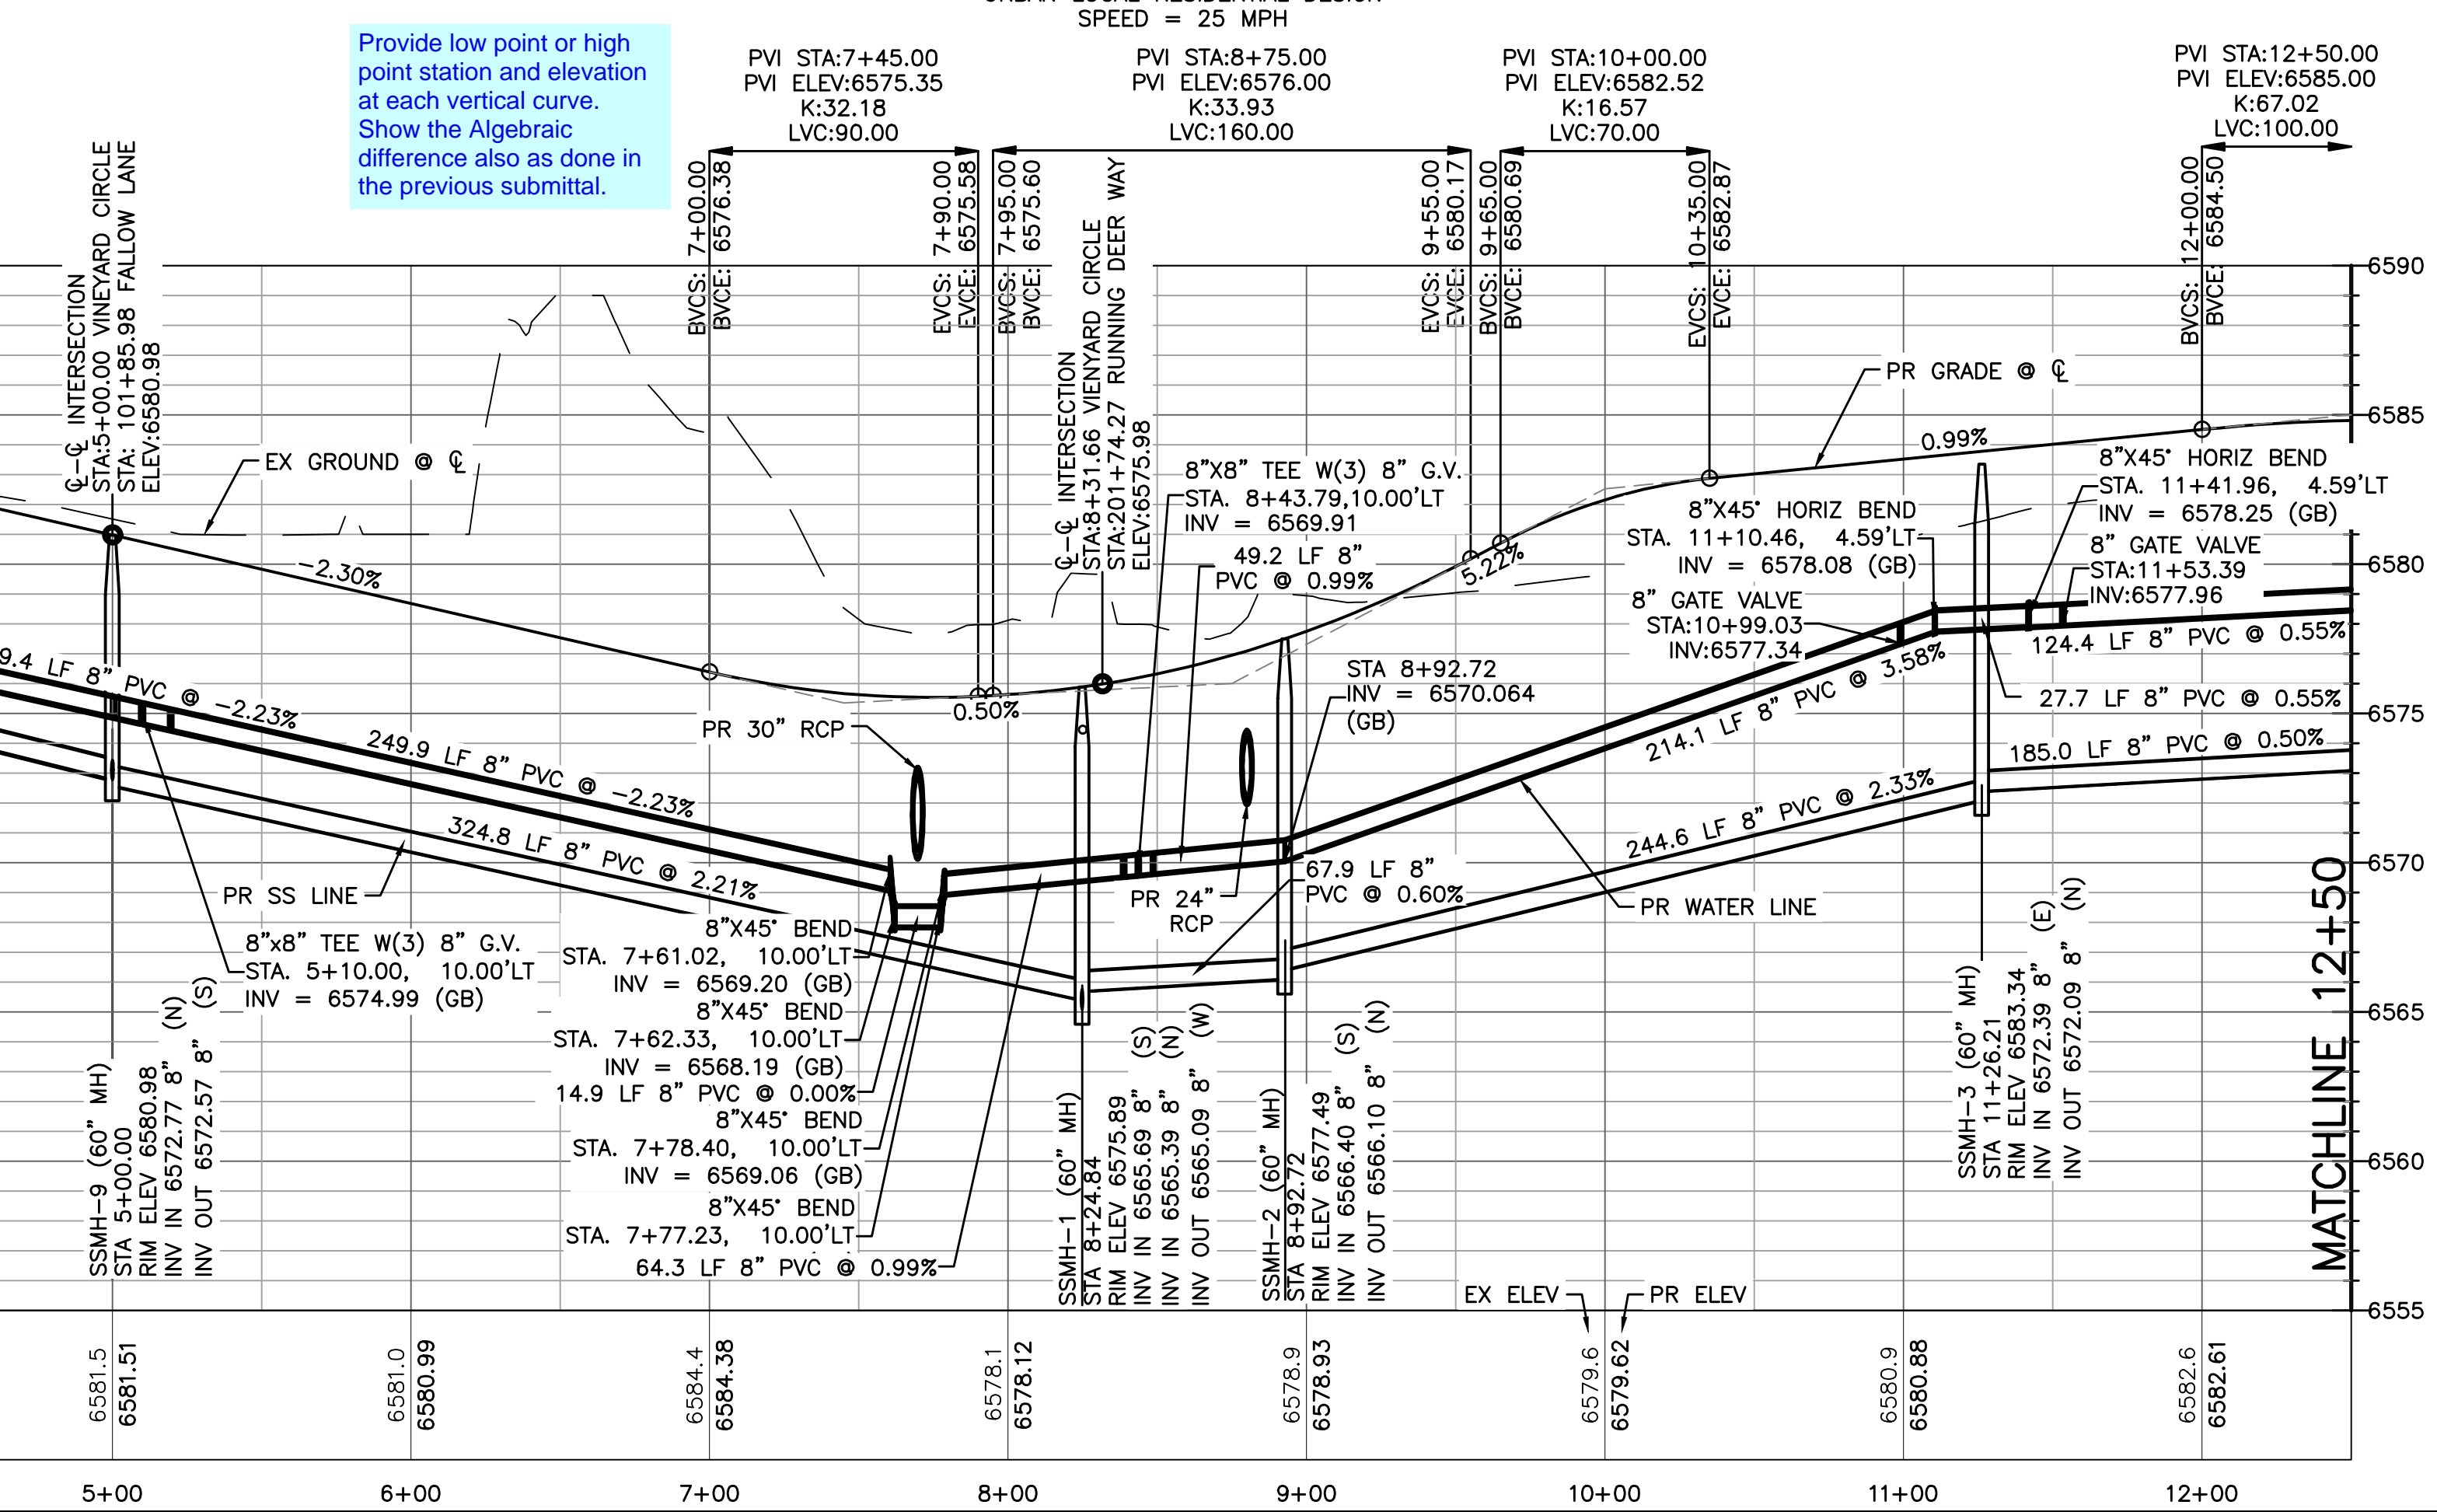 SPEED = 25 MPH
Provide low point or high
point station and elevation
at each vertical curve.
Show the Algebraic
difference also as done in
the previous submittal.
PVI STA:7+45.00
PVI ELEV:6575.35
K:32.18
LVC:90.00
PVI STA:8+75.00
PVI ELEV:6576.00
K:33.93
LVC:160.00
PVI STA:10+00.00
PVI ELEV:6582.52
K:16.57
LVC:70.00
PVI STA:12+50.00
PVI ELEV:6585.00
K:67.02
LVC:100.00
℄-℄ INTERSECTION
STA:5+00.00 VINEYARD CIRCLE
STA: 101+85.98 FALLOW LANE
ELEV:6580.98
BVCS: 7+00.00
BVCE: 6576.38
EVCS: 7+90.00
EVCE: 6575.58
BVCS: 7+95.00
BVCE: 6575.60
℄-℄ INTERSECTION
STA:8+31.66 VIENYARD CIRCLE
STA:201+74.27 RUNNING DEER WAY
ELEV:6575.98
EVCS: 9+55.00
EVCE: 6580.17
BVCS: 9+65.00
BVCE: 6580.69
EVCS: 10+35.00
EVCE: 6582.87
BVCS: 12+00.00
BVCE: 6584.50
6590
6585
6580
6575
6570
6565
6560
6555
EX GROUND @ ℄
PR GRADE @ ℄
-2.30%
0.50%
5.22%
0.99%
8"X8" TEE W(3) 8" G.V.
STA. 8+43.79,10.00'LT
INV = 6569.91
49.2 LF 8"
PVC @ 0.99%
8"X45° HORIZ BEND
STA. 11+10.46, 4.59'LT
INV = 6578.08 (GB)
8" GATE VALVE
STA:10+99.03
INV:6577.34
8"X45° HORIZ BEND
STA. 11+41.96, 4.59'LT
INV = 6578.25 (GB)
8" GATE VALVE
STA:11+53.39
INV:6577.96
124.4 LF 8" PVC @ 0.55%
27.7 LF 8" PVC @ 0.55%
185.0 LF 8" PVC @ 0.50%
9.4 LF 8" PVC @ -2.23%
249.9 LF 8" PVC @ -2.23%
324.8 LF 8" PVC @ 2.21%
PR 30" RCP
STA 8+92.72
INV = 6570.064
(GB)
214.1 LF 8" PVC @ 3.58%
244.6 LF 8" PVC @ 2.33%
PR SS LINE
PR 24"
RCP
67.9 LF 8"
PVC @ 0.60%
PR WATER LINE
8"x8" TEE W(3) 8" G.V.
STA. 5+10.00, 10.00'LT
INV = 6574.99 (GB)
8"X45° BEND
STA. 7+61.02, 10.00'LT
INV = 6569.20 (GB)
8"X45° BEND
STA. 7+62.33, 10.00'LT
INV = 6568.19 (GB)
14.9 LF 8" PVC @ 0.00%
8"X45° BEND
STA. 7+78.40, 10.00'LT
INV = 6569.06 (GB)
8"X45° BEND
STA. 7+77.23, 10.00'LT
64.3 LF 8" PVC @ 0.99%
SSMH-9 (60" MH)
STA 5+00.00
RIM ELEV 6580.98
INV IN 6572.77 8" (N)
INV OUT 6572.57 8" (S)
SSMH-1 (60" MH)
STA 8+24.84
RIM ELEV 6575.89
INV IN 6565.69 8" (S)
INV IN 6565.39 8" (N)
INV OUT 6565.09 8" (W)
SSMH-2 (60" MH)
STA 8+92.72
RIM ELEV 6577.49
INV IN 6566.40 8" (S)
INV OUT 6566.10 8" (N)
SSMH-3 (60" MH)
STA 11+26.21
RIM ELEV 6583.34
INV IN 6572.39 8" (E)
INV OUT 6572.09 8" (N)
MATCHLINE 12+50
EX ELEV
PR ELEV
6581.5
6581.51
6581.0
6580.99
6584.4
6584.38
6578.1
6578.12
6578.9
6578.93
6579.6
6579.62
6580.9
6580.88
6582.6
6582.61
5+00
6+00
7+00
8+00
9+00
10+00
11+00
12+00